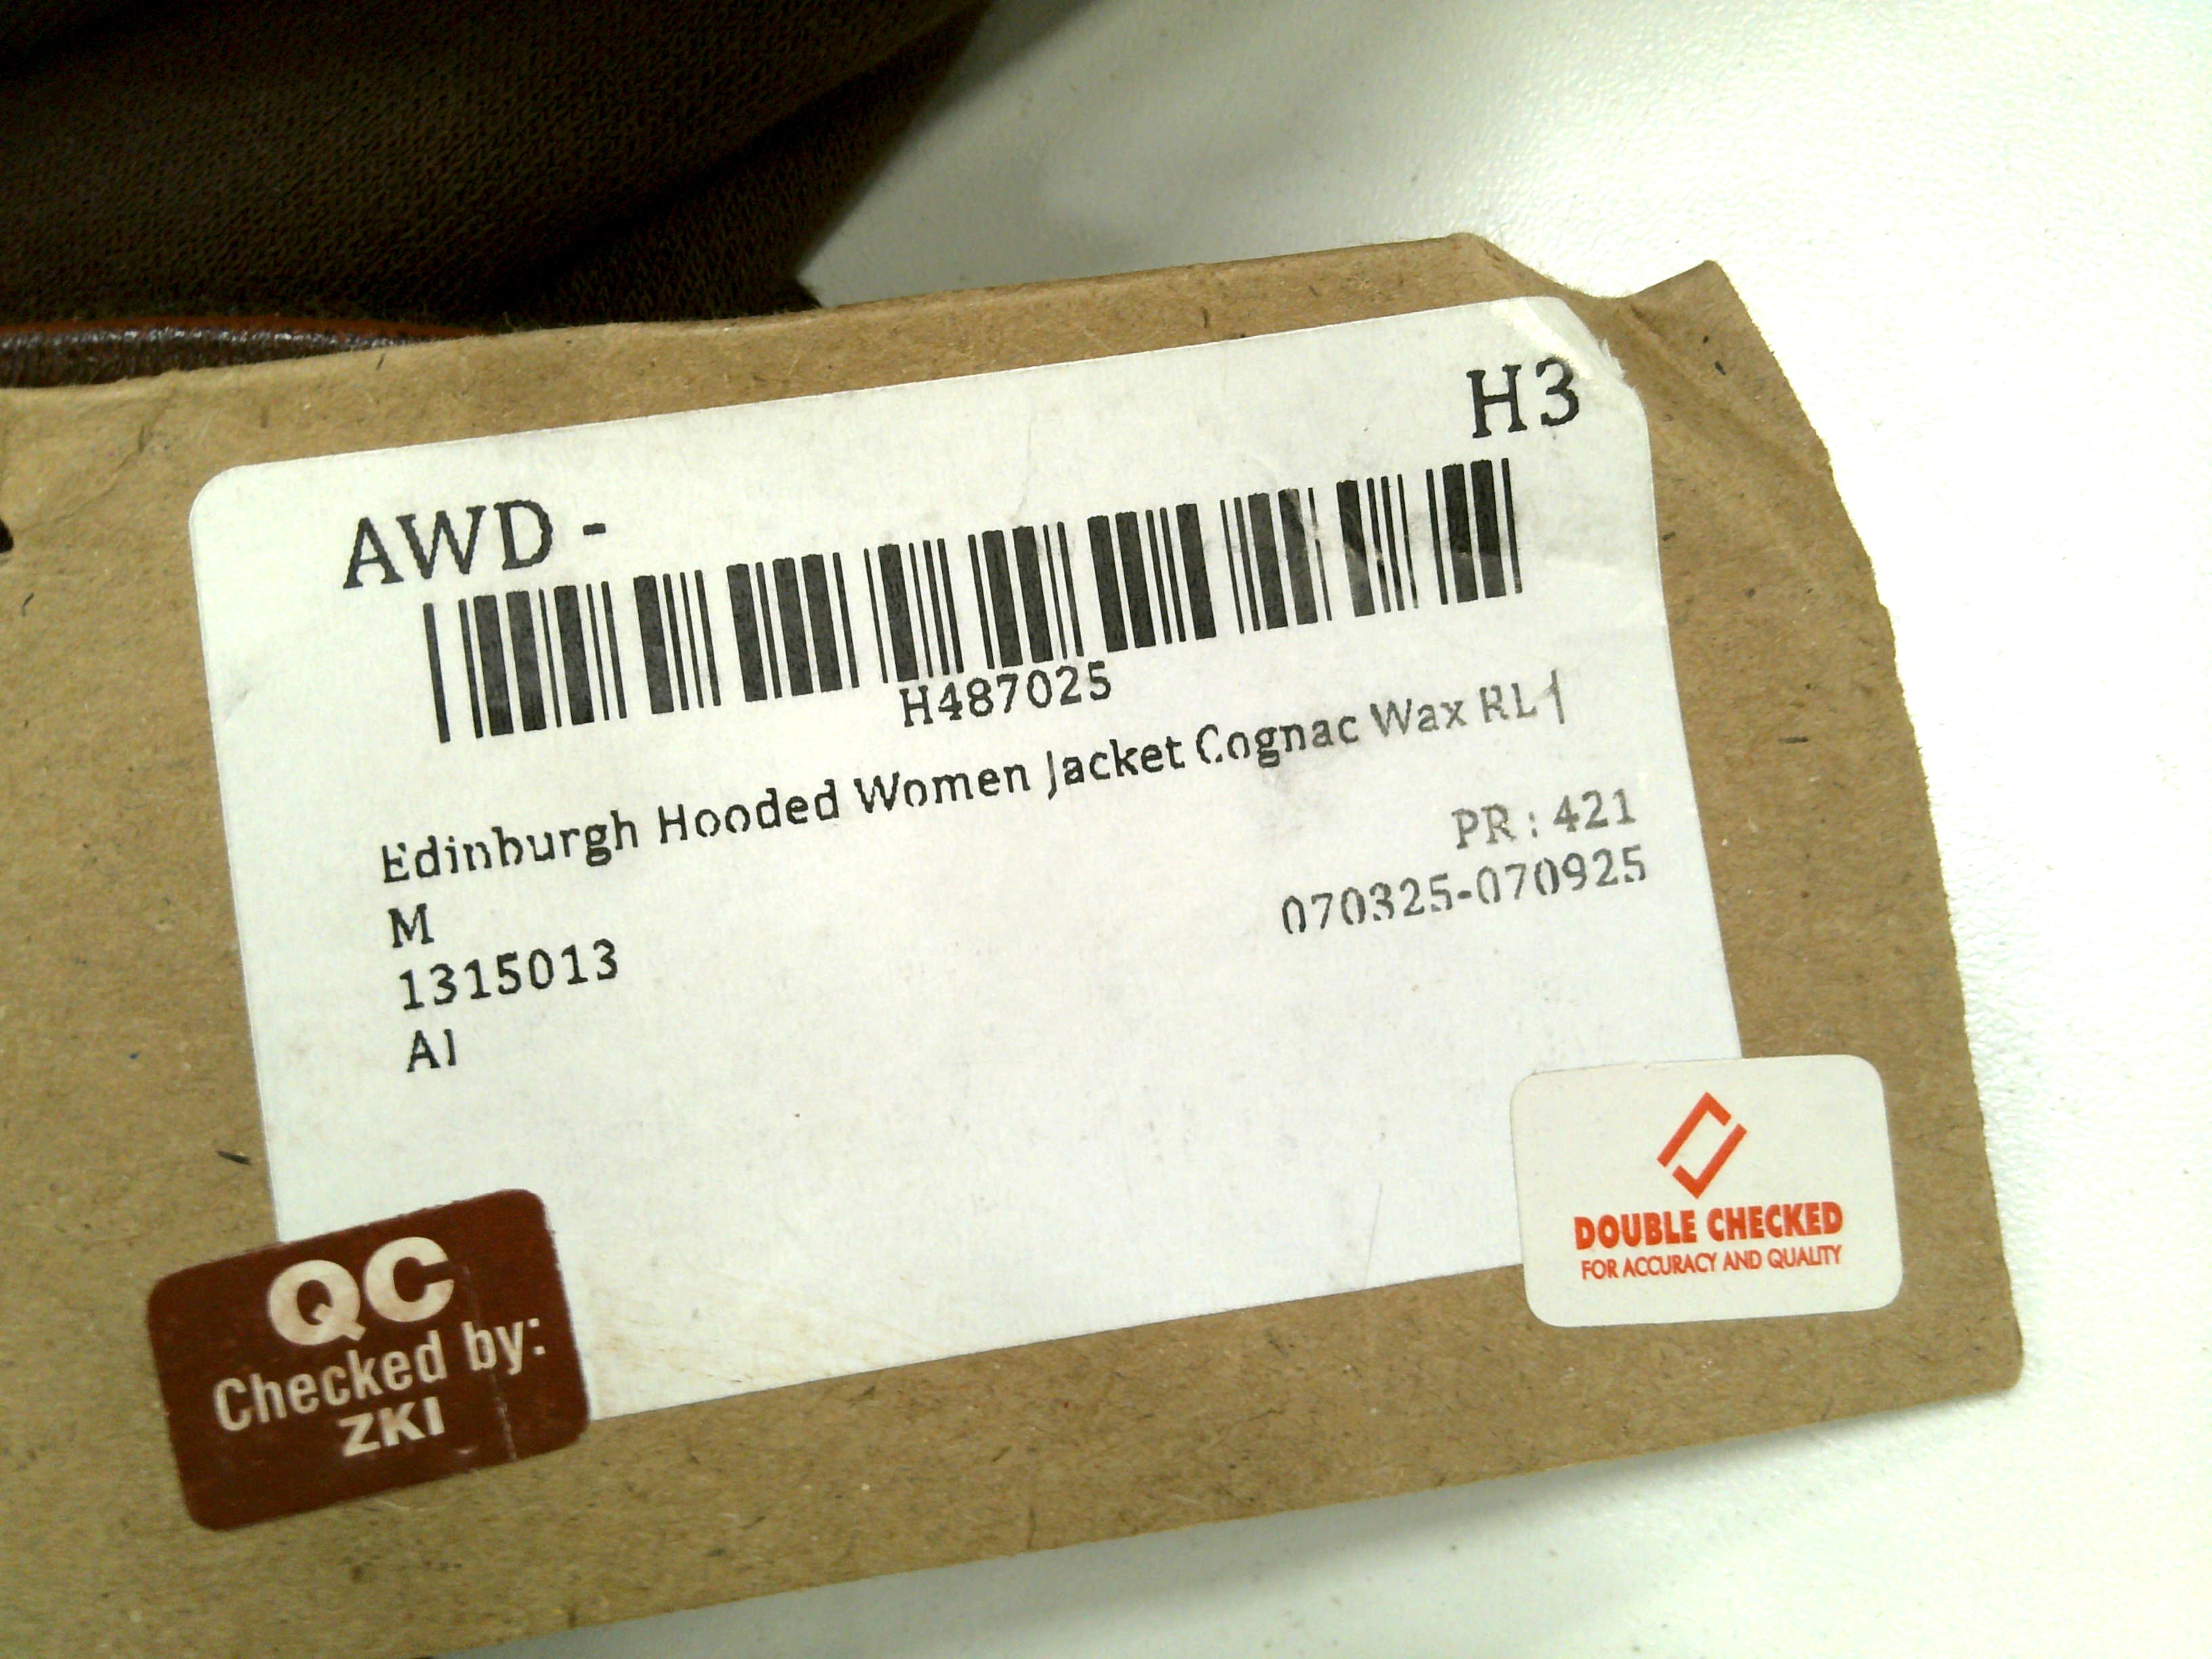 H3
AWD -
H487025
Edinburgh Hooded Women Jacket Cognac Wax RL |
PR : 421
M
070325-070925
1315013
AI
QC
Checked by:
ZKI
DOUBLE CHECKED
FOR ACCURACY AND QUALITY